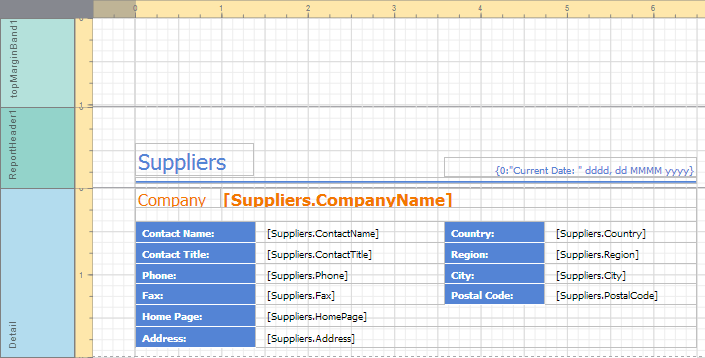 0 1 2 3 4 5 6
topMarginBand1
0
1
ReportHeader1
0
Suppliers
{0:"Current Date: " dddd, dd MMMM yyyy}
Detail
0
1
Company [Suppliers.CompanyName]
Contact Name: [Suppliers.ContactName] Country: [Suppliers.Country]
Contact Title: [Suppliers.ContactTitle] Region: [Suppliers.Region]
Phone: [Suppliers.Phone] City: [Suppliers.City]
Fax: [Suppliers.Fax] Postal Code: [Suppliers.PostalCode]
Home Page: [Suppliers.HomePage]
Address: [Suppliers.Address]